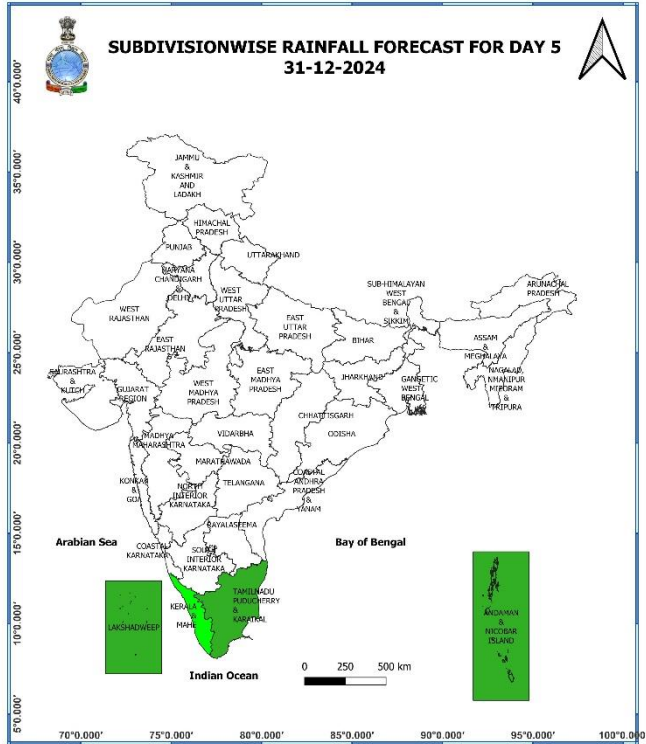 SUBDIVISIONWISE RAINFALL FORECAST FOR DAY 5
31-12-2024
JAMMU
&
KASHMIR
AND
LADAKH
HIMACHAL
PRADESH
PUNJAB
UTTARAKHAND
HARYANA
CHANDIGARH
&
DELHI
WEST
UTTAR
PRADESH
SUB-HIMALAYAN
WEST
BENGAL
&
SIKKIM
ARUNACHAL
PRADESH
WEST
RAJASTHAN
EAST
RAJASTHAN
EAST
UTTAR
PRADESH
BIHAR
ASSAM
&
MEGHALAYA
SAURASHTRA
&
KUTCH
GUJARAT
REGION
WEST
MADHYA
PRADESH
EAST
MADHYA
PRADESH
JHARKHAND
GANGETIC
WEST
BENGAL
NAGALAD
NMANIPUR
MIZORAM
&
TRIPURA
CHHATTISGARH
ODISHA
MADHYA
MAHARASHTRA
VIDARBHA
MARATHAWADA
TELANGANA
KONKAN
&
GOA
NORTH
INTERIOR
KARNATAKA
COASTAL
ANDHRA
PRADESH
&
YANAM
RAYALASEEMA
Arabian Sea
COASTAL
KARNATAKA
SOUTH
INTERIOR
KARNATAKA
Bay of Bengal
LAKSHADWEEP
KERALA
&
MAHE
TAMILNADU
PUDUCHERRY
&
KARAIKAL
ANDAMAN
&
NICOBAR
ISLAND
Indian Ocean
0 250 500 km
40°0.000'
35°0.000'
30°0.000'
25°0.000'
20°0.000'
15°0.000'
10°0.000'
5°0.000'
70°0.000' 75°0.000' 80°0.000' 85°0.000' 90°0.000' 95°0.000' 100°0.000